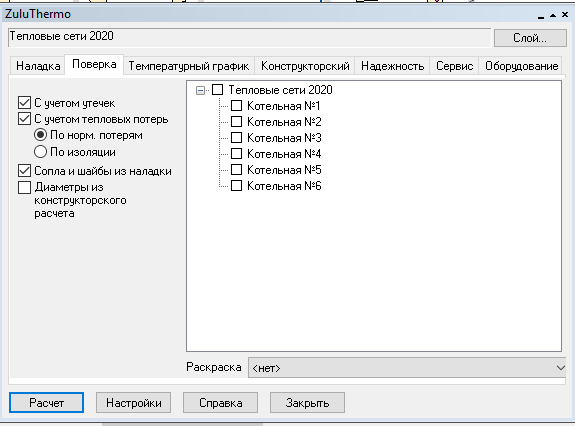 ZuluThermo
Тепловые сети 2020
Слой...
Наладка Поверка Температурный график Конструкторский Надежность Сервис Оборудование
С учетом утечек
С учетом тепловых потерь
По норм. потерям
По изоляции
Сопла и шайбы из наладки
Диаметры из
конструкторского
расчета
Тепловые сети 2020
Котельная №1
Котельная №2
Котельная №3
Котельная №4
Котельная №5
Котельная №6
Раскраска <нет>
Расчет Настройки Справка Закрыть